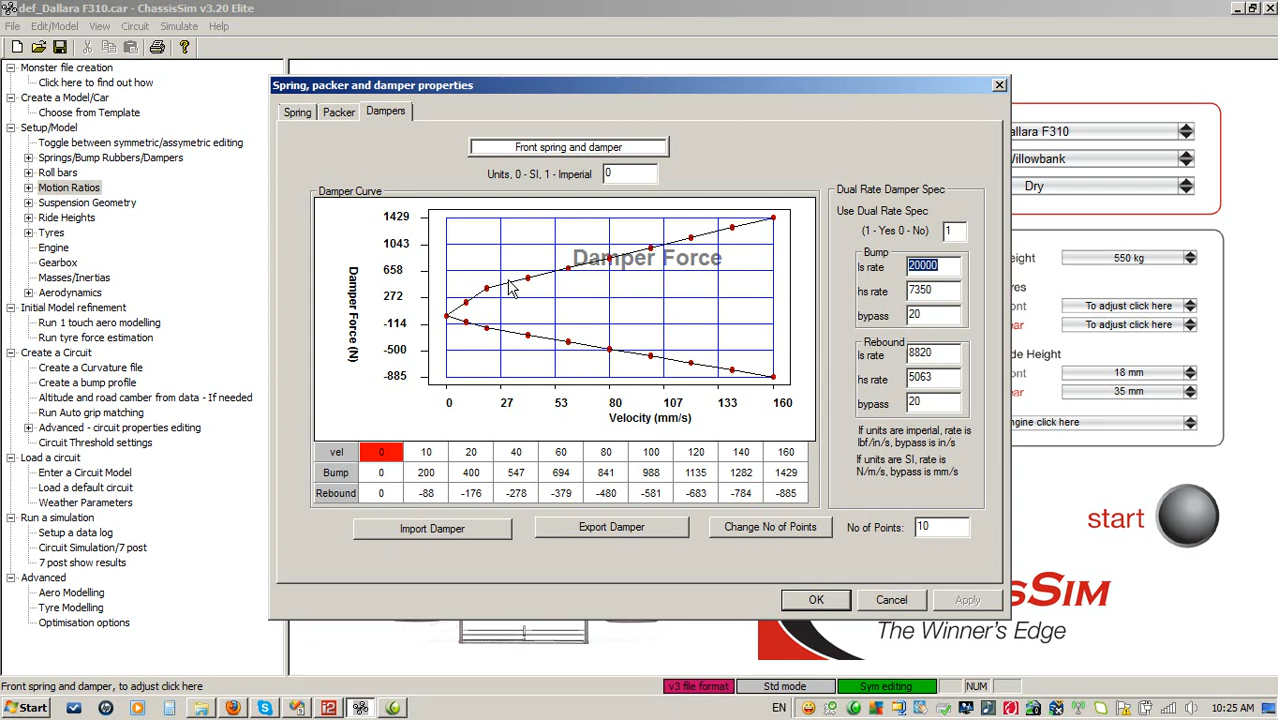 def_Dallara F310.car - ChassisSim v3.20 Elite
File Edit/Model View Car Circuit Simulate Help
Monster file creation
Click here to find out how
Create a Model/Car
Choose from Template
Setup/Model
Toggle between symmetric/assymetric editing
Springs/Bump Rubbers/Dampers
Roll bars
Motion Ratios
Suspension Geometry
Ride Heights
Tyres
Engine
Gearbox
Masses/Inertias
Aerodynamics
Initial Model refinement
Run 1 touch aero modelling
Run tyre force estimation
Create a Circuit
Create a Curvature file
Create a bump profile
Altitude and road camber from data - If needed
Run Auto grip matching
Advanced - circuit properties editing
Circuit Threshold settings
Load a circuit
Enter a Circuit Model
Load a default circuit
Weather Parameters
Run a simulation
Setup a data log
Circuit Simulation/7 post
7 post show results
Advanced
Aero Modelling
Tyre Modelling
Optimisation options
Spring, packer and damper properties
Spring Packer Dampers
Front spring and damper
Units, 0 - SI, 1 - Imperial 0
Damper Curve
Damper Force
Damper Force (N)
1429
1043
658
272
-114
-500
-885
0 27 53 80 107 133 160
Velocity (mm/s)
vel 0 10 20 40 60 80 100 120 140 160
Bump 0 200 400 547 694 841 988 1135 1282 1429
Rebound 0 -88 -176 -278 -379 -480 -581 -683 -784 -885
Import Damper
Export Damper
Change No of Points
No of Points: 10
Dual Rate Damper Spec
Use Dual Rate Spec
(1 - Yes 0 - No) 1
Bump
ls rate 20000
hs rate 7350
bypass 20
Rebound
ls rate 8820
hs rate 5063
bypass 20
If units are imperial, rate is
lbf/in/s, bypass is in/s
If units are SI, rate is
N/m/s, bypass is mm/s
OK Cancel Apply
allara F310
illowbank
Dry
eight 550 kg
res
ont To adjust click here
ear To adjust click here
de Height
ont 18 mm
ear 35 mm
ngine click here
start
sSim
The Winner's Edge
Front spring and damper, to adjust click here
v3 file format
Std mode
Sym editing
NUM
Start
EN
10:25 AM